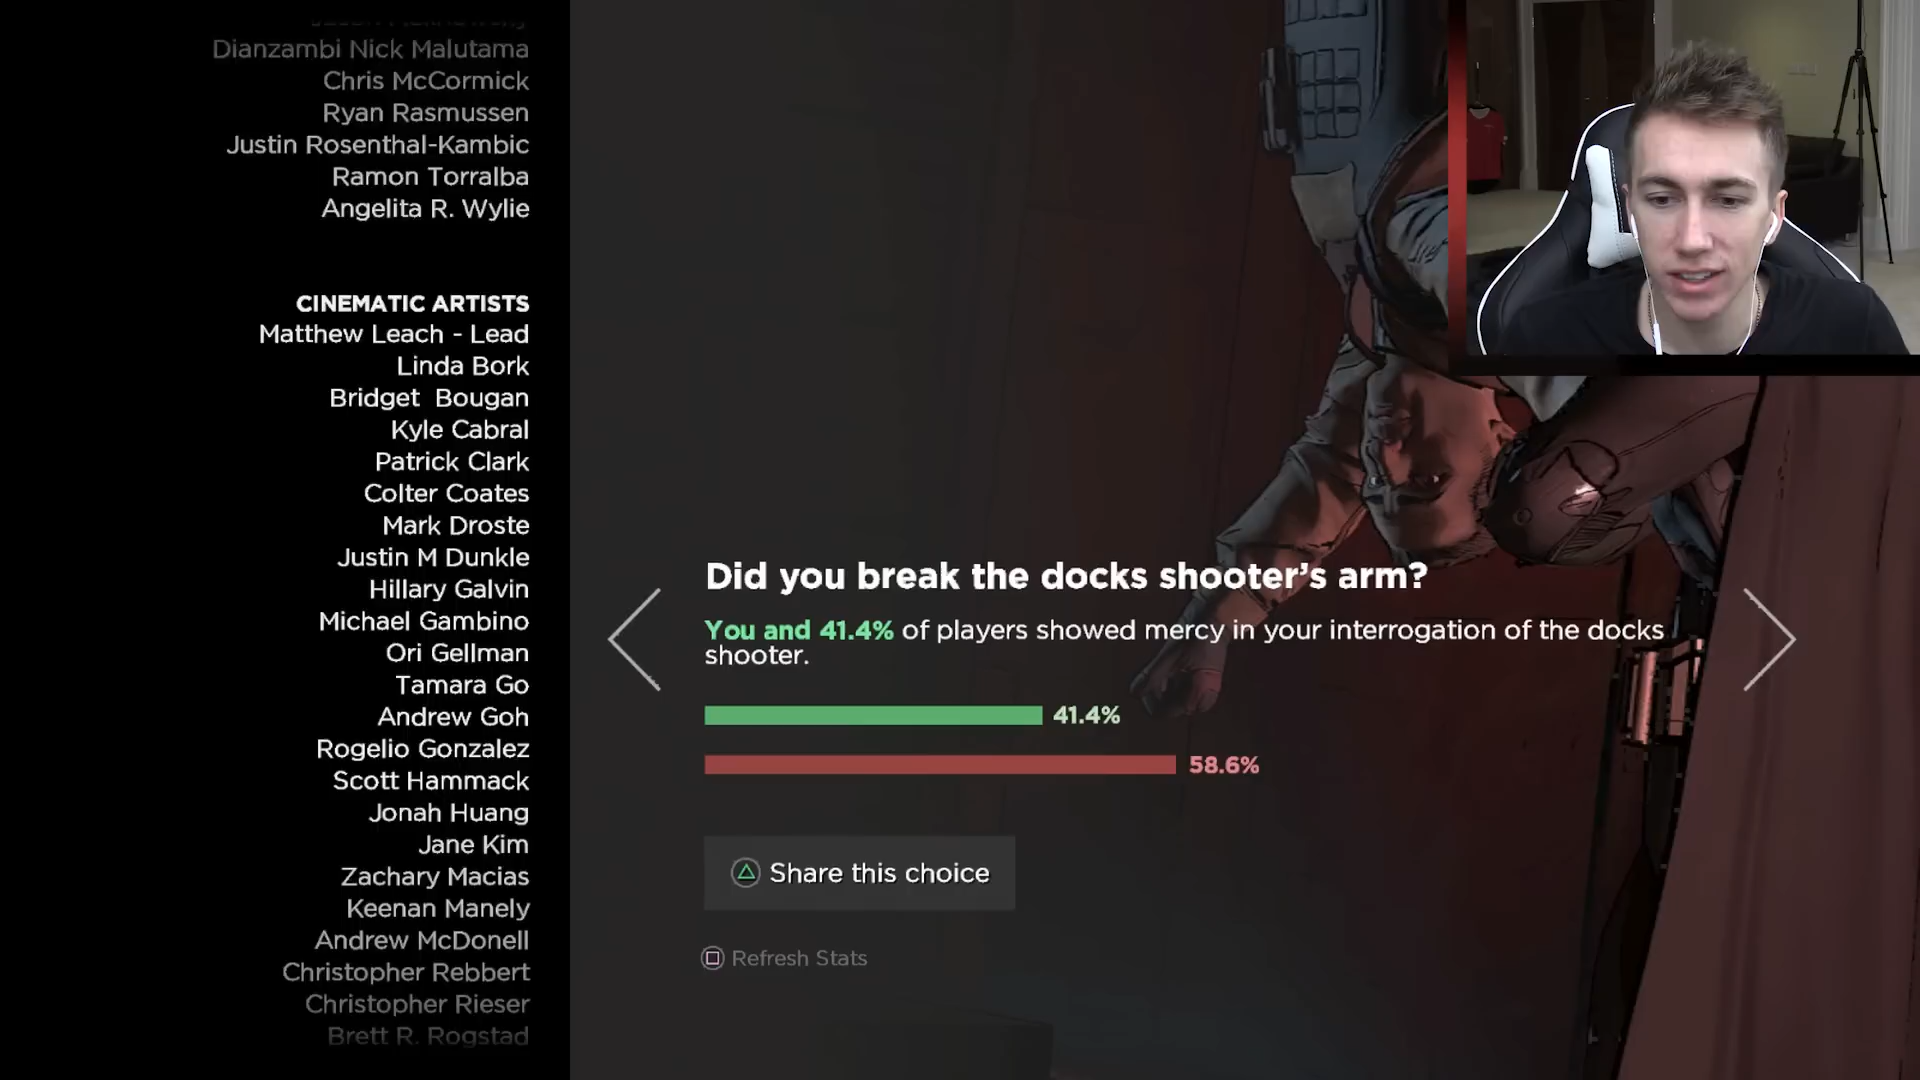 Dianzambi Nick Malutama
Chris McCormick
Ryan Rasmussen
Justin Rosenthal-Kambic
Ramon Torralba
Angelita R. Wylie
CINEMATIC ARTISTS
Matthew Leach - Lead
Linda Bork
Bridget  Bougan
Kyle Cabral
Patrick Clark
Colter Coates
Mark Droste
Justin M Dunkle
Hillary Galvin
Michael Gambino
Ori Gellman
Tamara Go
Andrew Goh
Rogelio Gonzalez
Scott Hammack
Jonah Huang
Jane Kim
Zachary Macias
Keenan Manely
Andrew McDonell
Christopher Rebbert
Christopher Rieser
Brett R. Rogstad
Did you break the docks shooter's arm?
You and 41.4% of players showed mercy in your interrogation of the docks
shooter.
41.4%
58.6%
Share this choice
Refresh Stats